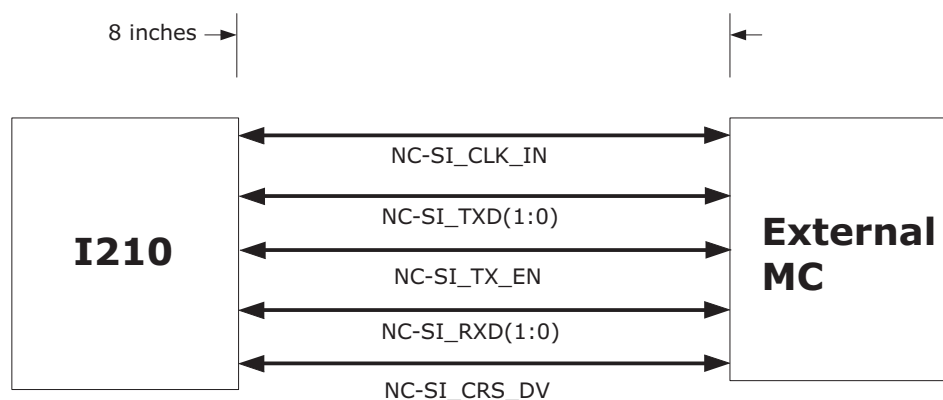 8 inches
NC-SI_CLK_IN
NC-SI_TXD(1:0)
I210
External
MC
NC-SI_TX_EN
NC-SI_RXD(1:0)
NC-SI_CRS_DV